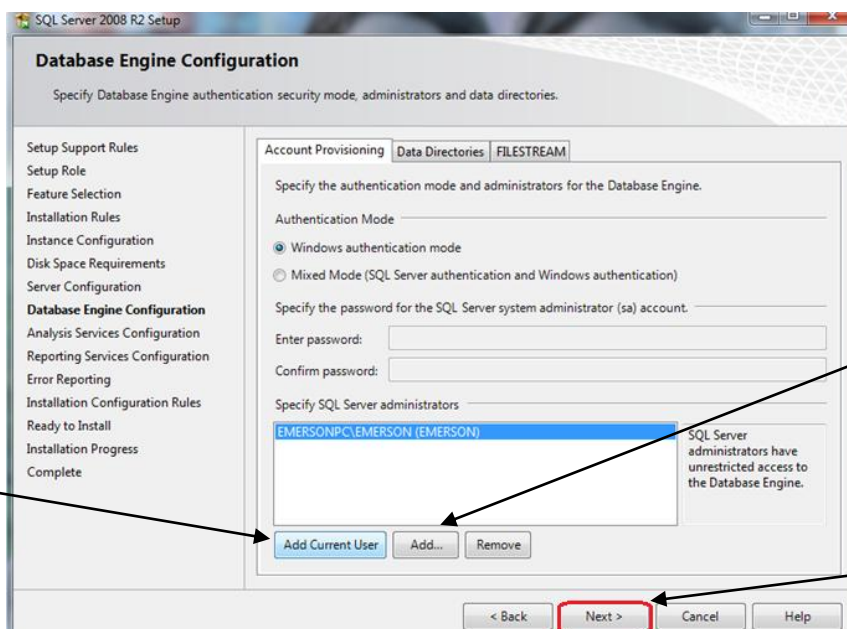 SQL Server 2008 R2 Setup
Database Engine Configuration
Specify Database Engine authentication security mode, administrators and data directories.
Setup Support Rules
Setup Role
Feature Selection
Installation Rules
Instance Configuration
Disk Space Requirements
Server Configuration
Database Engine Configuration
Analysis Services Configuration
Reporting Services Configuration
Error Reporting
Installation Configuration Rules
Ready to Install
Installation Progress
Complete
Account Provisioning Data Directories FILESTREAM
Specify the authentication mode and administrators for the Database Engine.
Authentication Mode
Windows authentication mode
Mixed Mode (SQL Server authentication and Windows authentication)
Specify the password for the SQL Server system administrator (sa) account.
Enter password:
Confirm password:
Specify SQL Server administrators
EMERSONPC\EMERSON (EMERSON)
SQL Server
administrators have
unrestricted access to
the Database Engine.
Add Current User Add... Remove
< Back Next > Cancel Help